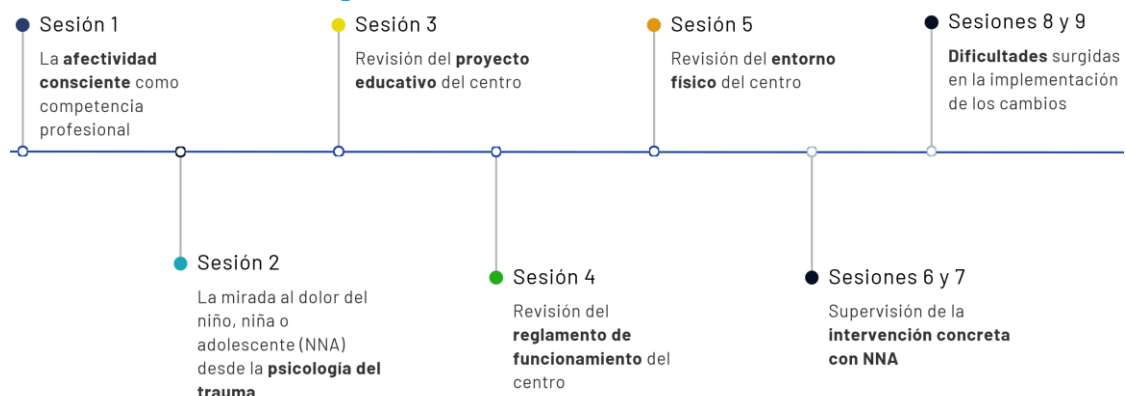 Sesión 1
La afectividad
consciente como
competencia
profesional
Sesión 2
La mirada al dolor del
niño, niña o
adolescente (NNA)
desde la psicología del
trauma
Sesión 3
Revisión del proyecto
educativo del centro
Sesión 4
Revisión del
reglamento de
funcionamiento del
centro
Sesión 5
Revisión del entorno
físico del centro
Sesiones 6 y 7
Supervisión de la
intervención concreta
con NNA
Sesiones 8 y 9
Dificultades surgidas
en la implementación
de los cambios